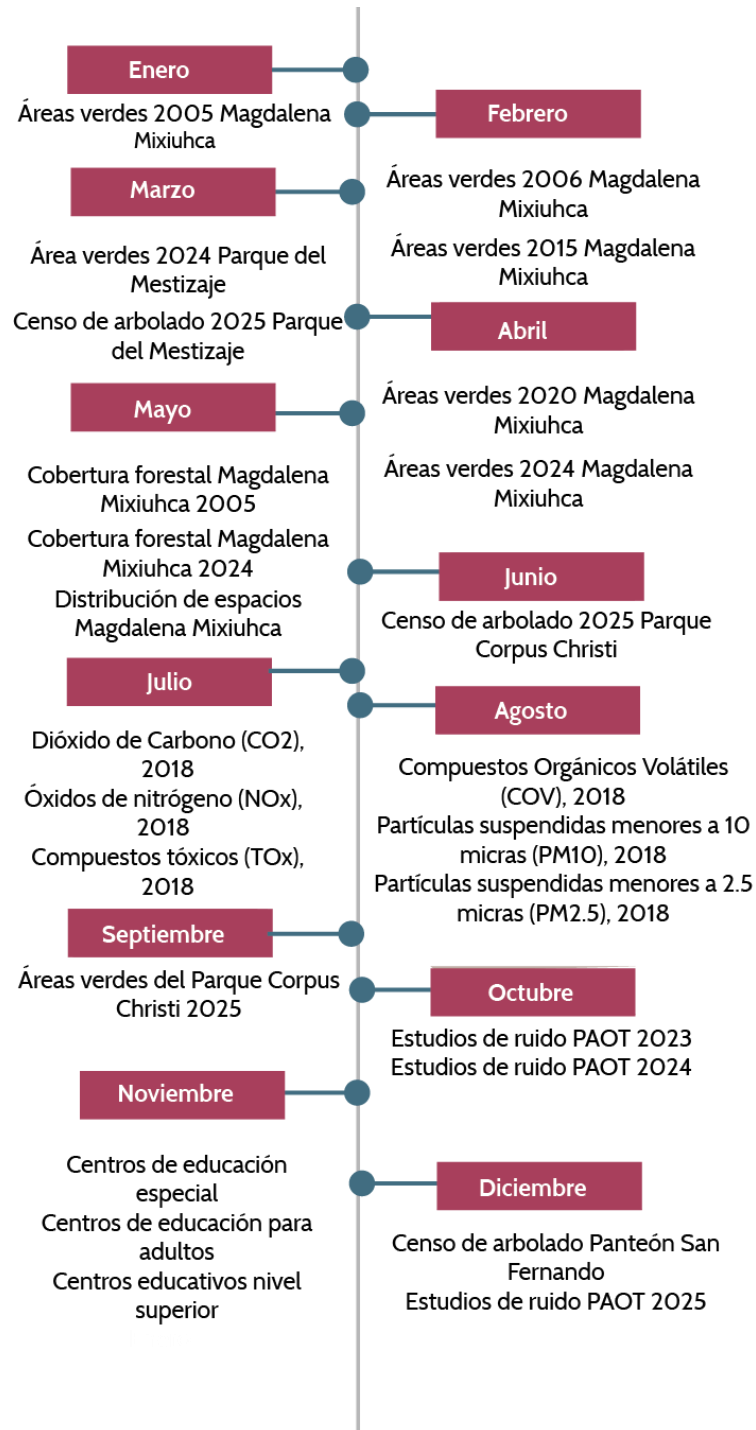 Enero
Áreas verdes 2005 Magdalena
Mixiuhca
Febrero
Áreas verdes 2006 Magdalena
Mixiuhca
Áreas verdes 2015 Magdalena
Mixiuhca
Marzo
Área verdes 2024 Parque del
Mestizaje
Censo de arbolado 2025 Parque
del Mestizaje
Abril
Áreas verdes 2020 Magdalena
Mixiuhca
Áreas verdes 2024 Magdalena
Mixiuhca
Mayo
Cobertura forestal Magdalena
Mixiuhca 2005
Cobertura forestal Magdalena
Mixiuhca 2024
Distribución de espacios
Magdalena Mixiuhca
Junio
Censo de arbolado 2025 Parque
Corpus Christi
Julio
Dióxido de Carbono (CO2),
2018
Óxidos de nitrógeno (NOx),
2018
Compuestos tóxicos (TOx),
2018
Agosto
Compuestos Orgánicos Volátiles
(COV), 2018
Partículas suspendidas menores a 10
micras (PM10), 2018
Partículas suspendidas menores a 2.5
micras (PM2.5), 2018
Septiembre
Áreas verdes del Parque Corpus
Christi 2025
Octubre
Estudios de ruido PAOT 2023
Estudios de ruido PAOT 2024
Noviembre
Centros de educación
especial
Centros de educación para
adultos
Centros educativos nivel
superior
Diciembre
Censo de arbolado Panteón San
Fernando
Estudios de ruido PAOT 2025